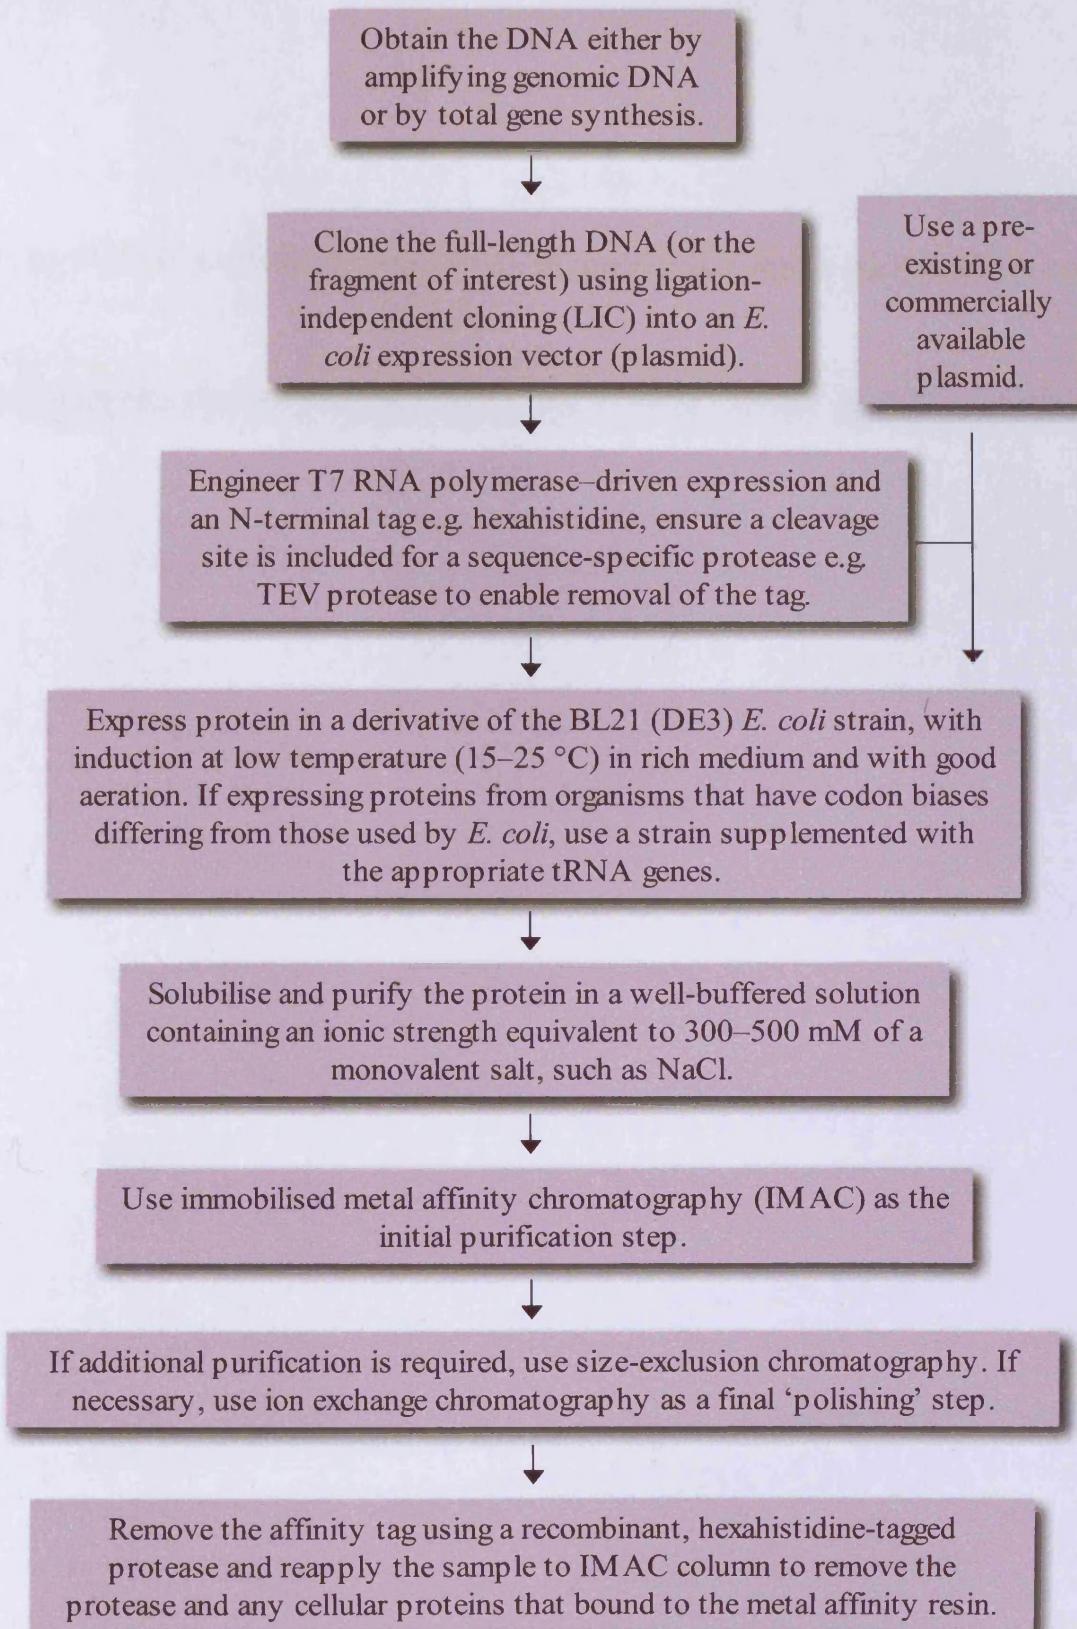 Obtain the DNA either by
amplifying genomic DNA
or by total gene synthesis.
Clone the full-length DNA (or the
fragment of interest) using ligation-
independent cloning (LIC) into an E.
coli expression vector (plasmid).
Use a pre-
existing or
commercially
available
plasmid.
Engineer T7 RNA polymerase–driven expression and
an N-terminal tag e.g. hexahistidine, ensure a cleavage
site is included for a sequence-specific protease e.g.
TEV protease to enable removal of the tag.
Express protein in a derivative of the BL21 (DE3) E. coli strain, with
induction at low temperature (15–25 °C) in rich medium and with good
aeration. If expressing proteins from organisms that have codon biases
differing from those used by E. coli, use a strain supplemented with
the appropriate tRNA genes.
Solubilise and purify the protein in a well-buffered solution
containing an ionic strength equivalent to 300–500 mM of a
monovalent salt, such as NaCl.
Use immobilised metal affinity chromatography (IMAC) as the
initial purification step.
If additional purification is required, use size-exclusion chromatography. If
necessary, use ion exchange chromatography as a final ‘polishing’ step.
Remove the affinity tag using a recombinant, hexahistidine-tagged
protease and reapply the sample to IMAC column to remove the
protease and any cellular proteins that bound to the metal affinity resin.